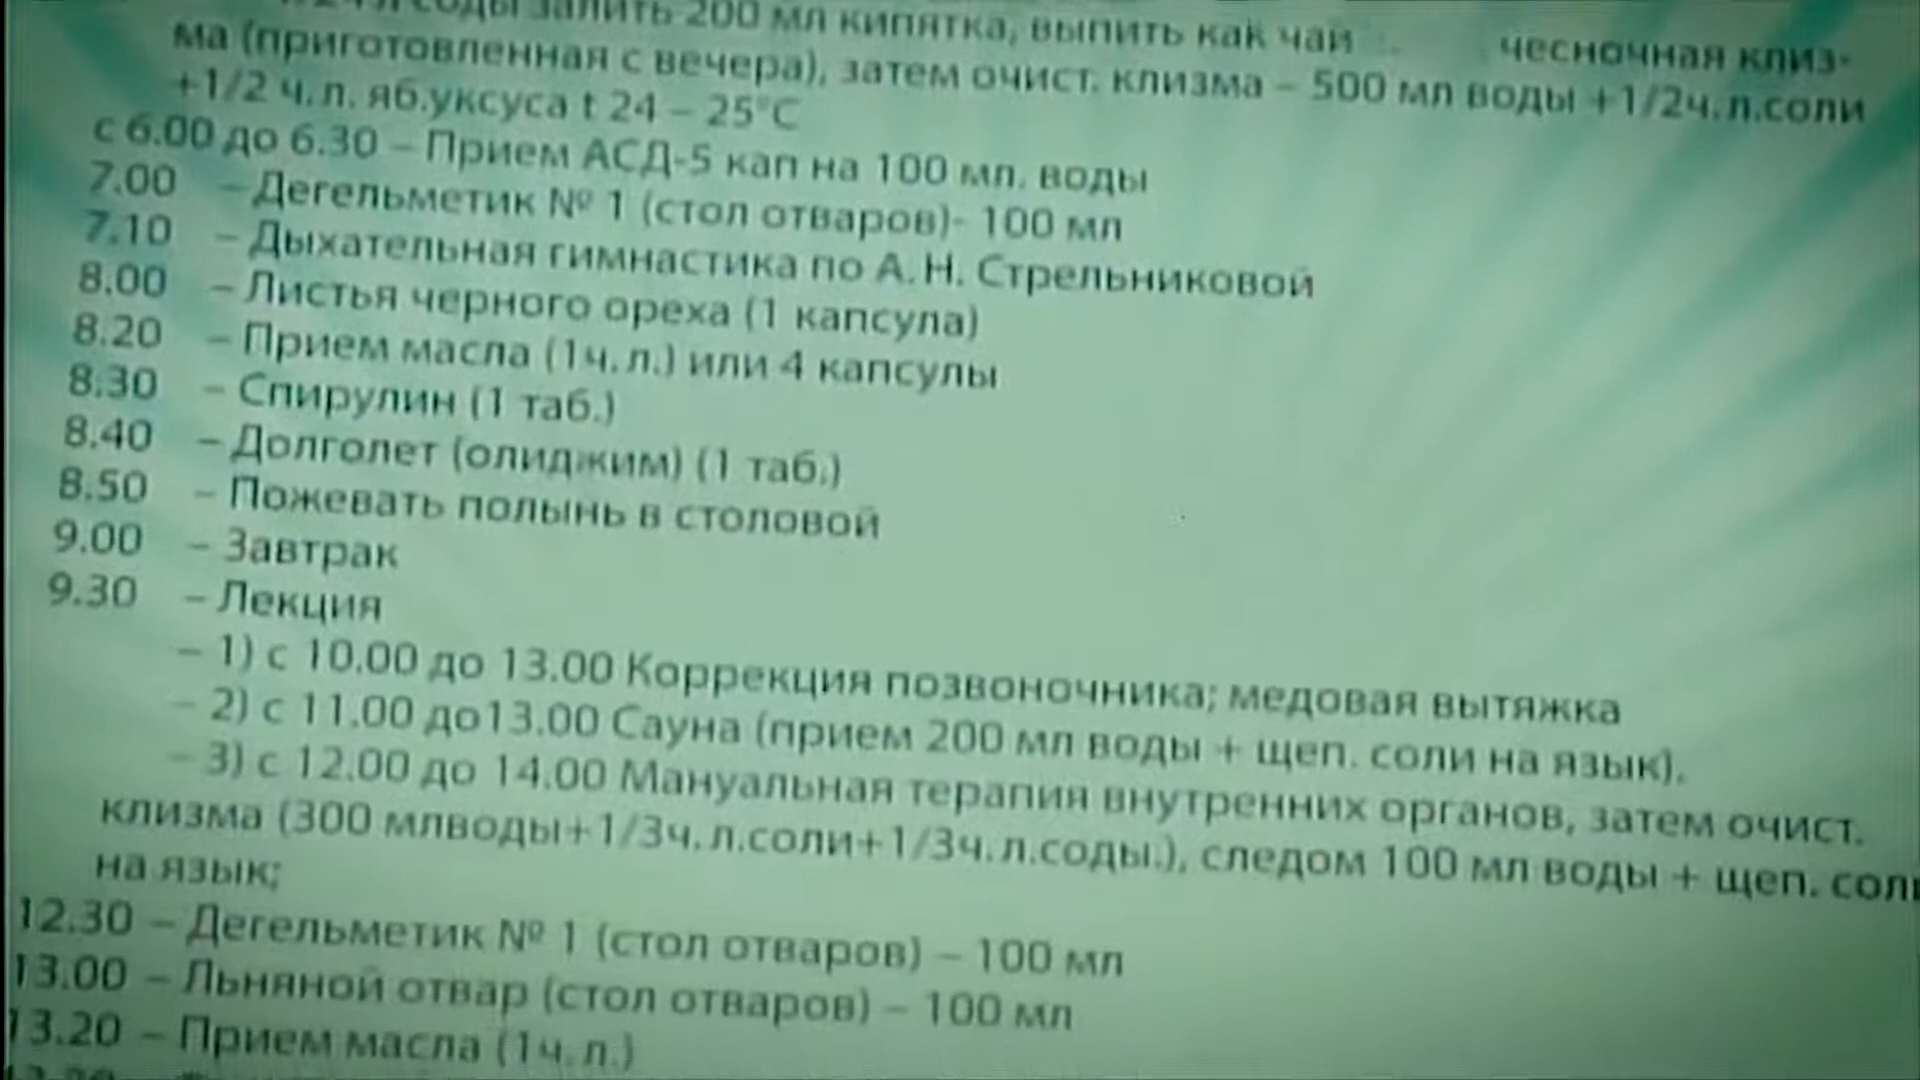 соды залить 200 мл кипятка, выпить как чай чесночная клиз-
ма (приготовленная с вечера), затем очист. клизма – 500 мл воды +1/2ч.л.соли
+1/2 ч.л. яб.уксуса t 24 – 25°C
с 6.00 до 6.30 – Прием АСД-5 кап на 100 мл. воды
7.00 – Дегельметик № 1 (стол отваров)- 100 мл
7.10 – Дыхательная гимнастика по А. Н. Стрельниковой
8.00 – Листья черного ореха (1 капсула)
8.20 – Прием масла (1ч. л.) или 4 капсулы
8.30 – Спирулин (1 таб.)
8.40 – Долголет (олиджим) (1 таб.)
8.50 – Пожевать полынь в столовой
9.00 – Завтрак
9.30 – Лекция
– 1) с 10.00 до 13.00 Коррекция позвоночника; медовая вытяжка
– 2) с 11.00 до13.00 Сауна (прием 200 мл воды + щеп. соли на язык).
– 3) с 12.00 до 14.00 Мануальная терапия внутренних органов, затем очист.
клизма (300 млводы+1/3ч.л.соли+1/3ч.л.соды.), следом 100 мл воды + щеп. соли
на язык;
12.30 – Дегельметик № 1 (стол отваров) – 100 мл
13.00 – Льняной отвар (стол отваров) – 100 мл
13.20 – Прием масла (1ч. л.)